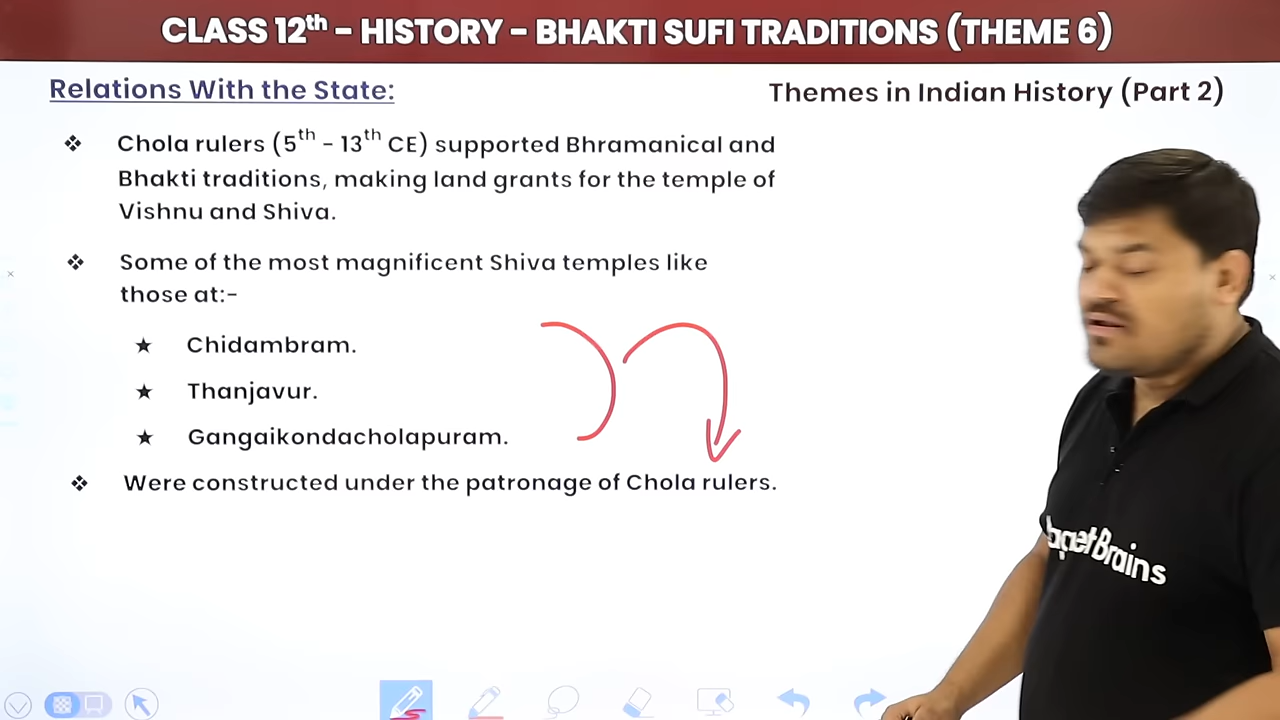 CLASS 12th – HISTORY – BHAKTI SUFI TRADITIONS (THEME 6)
Relations With the State:
Themes in Indian History (Part 2)
❖ Chola rulers (5th – 13th CE) supported Bhramanical and
Bhakti traditions, making land grants for the temple of
Vishnu and Shiva.
❖ Some of the most magnificent Shiva temples like
those at:-
★ Chidambram.
★ Thanjavur.
★ Gangaikondacholapuram.
❖ Were constructed under the patronage of Chola rulers.
Brains